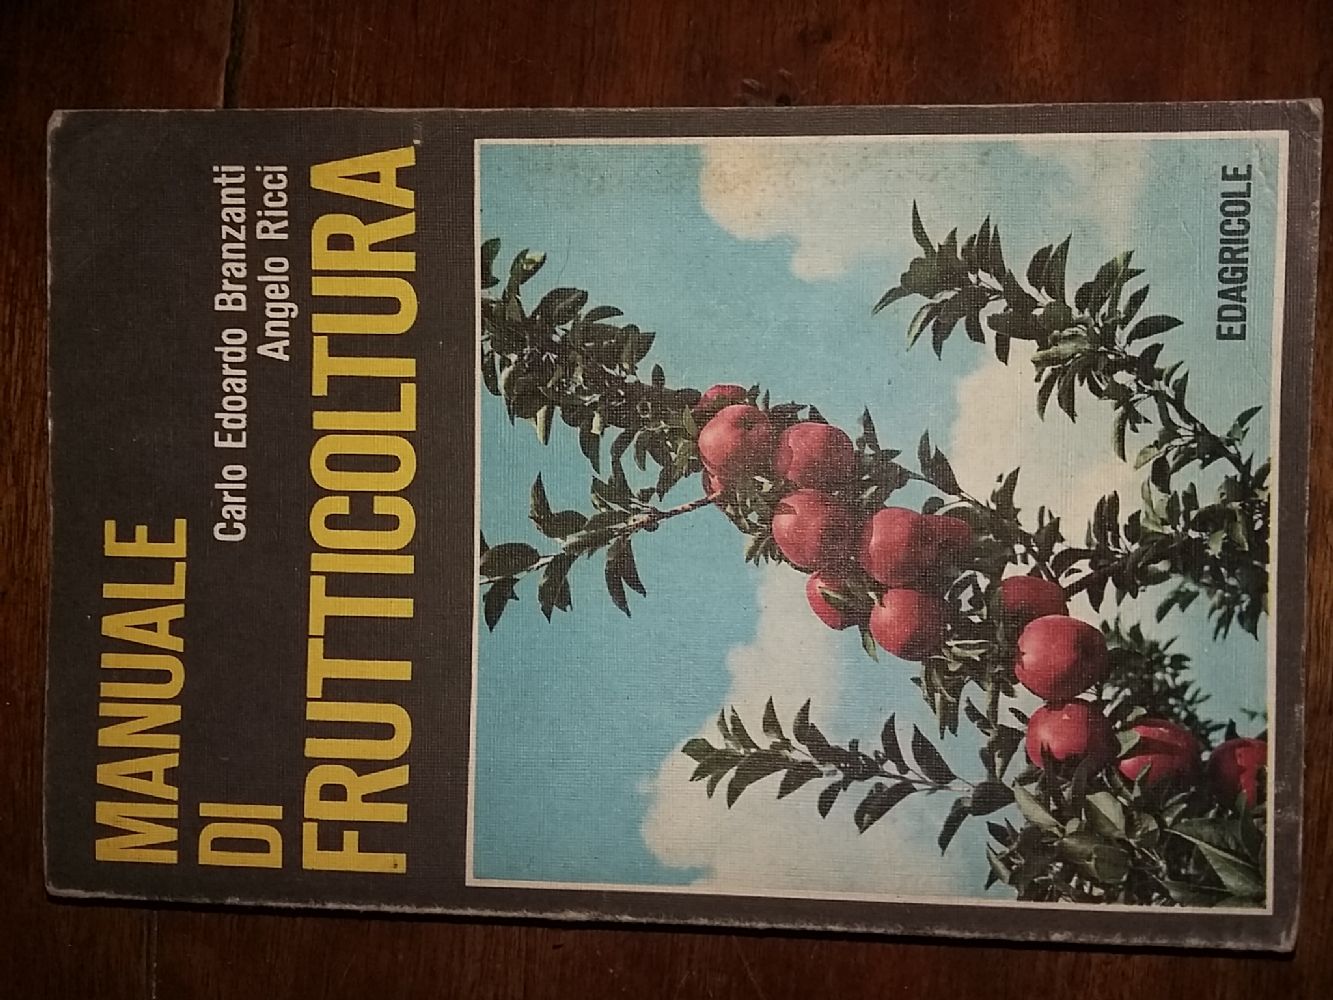 MANUALE
DI
Carlo Edoardo Branzanti
Angelo Ricci
FRUTTICOLTURA
EDAGRICOLE